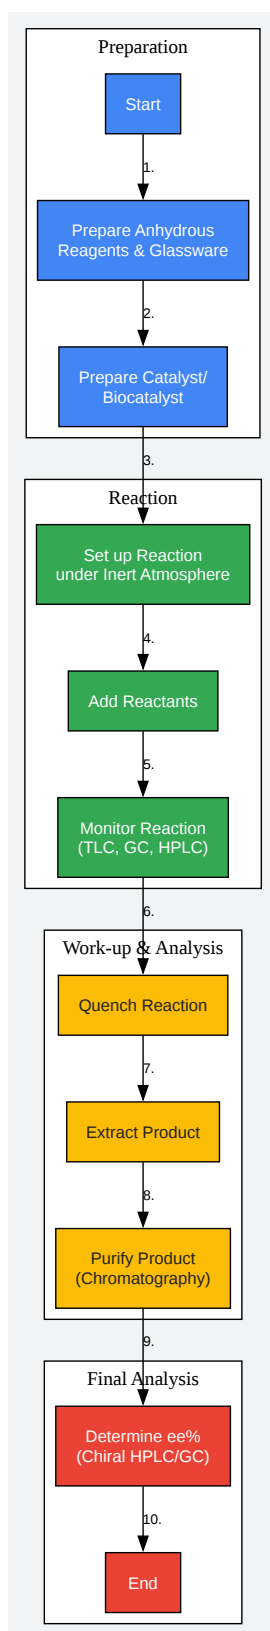 Preparation
Start
1.
Prepare Anhydrous
Reagents & Glassware
2.
Prepare Catalyst/
Biocatalyst
3.
Reaction
Set up Reaction
under Inert Atmosphere
4.
Add Reactants
5.
Monitor Reaction
(TLC, GC, HPLC)
6.
Work-up & Analysis
Quench Reaction
7.
Extract Product
8.
Purify Product
(Chromatography)
9.
Final Analysis
Determine ee%
(Chiral HPLC/GC)
10.
End